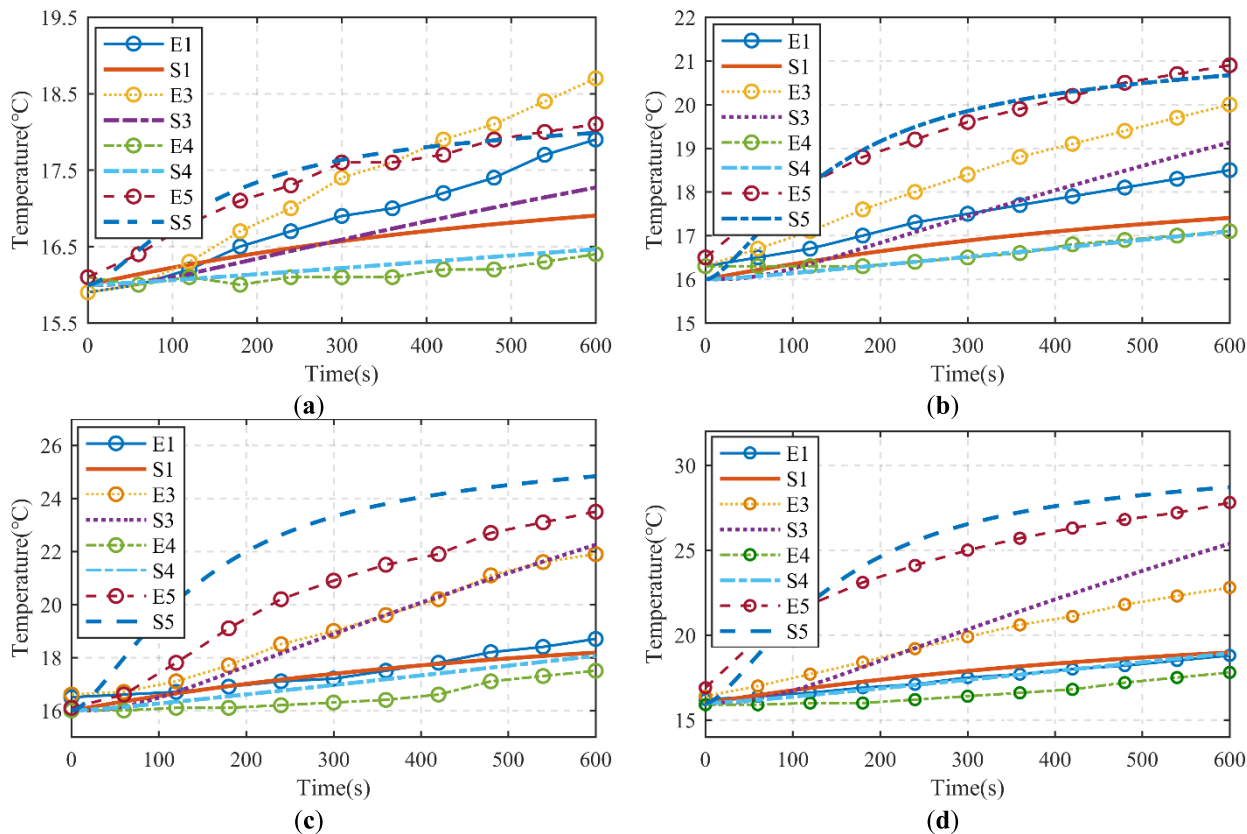 19.5
18.5
17.5
16.5
15.5
Temperature(℃)
E1
S1
E3
S3
E4
S4
E5
S5
0 100 200 300 400 500 600
Time(s)
(a)
22
21
20
19
18
17
16
15
Temperature(℃)
E1
S1
E3
S3
E4
S4
E5
S5
0 100 200 300 400 500 600
Time(s)
(b)
26
24
22
20
18
16
Temperature(℃)
E1
S1
E3
S3
E4
S4
E5
S5
0 100 200 300 400 500 600
Time(s)
(c)
30
25
20
15
Temperature(℃)
E1
S1
E3
S3
E4
S4
E5
S5
0 100 200 300 400 500 600
Time(s)
(d)